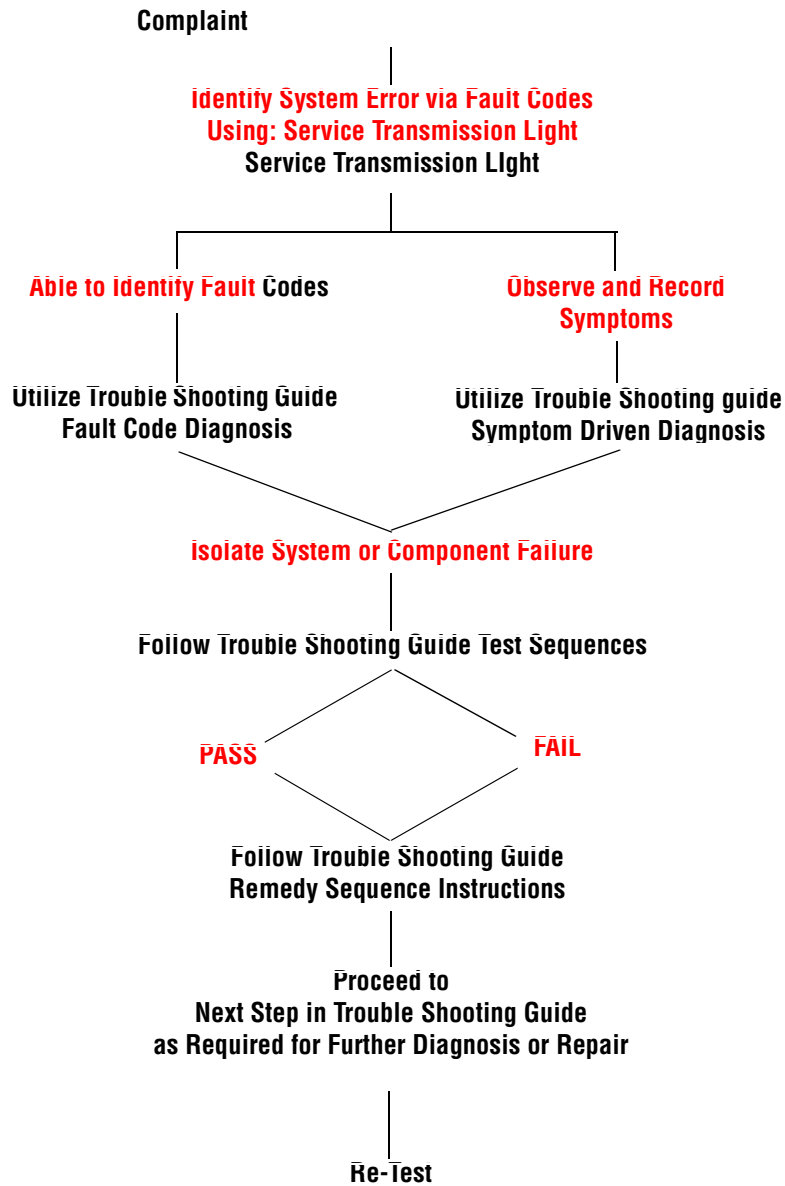 Complaint
Identify System Error via Fault Codes
Using: Service Transmission Light
Service Transmission LIght
Able to Identify Fault Codes
Observe and Record
Symptoms
Utilize Trouble Shooting Guide
Fault Code Diagnosis
Utilize Trouble Shooting guide
Symptom Driven Diagnosis
Isolate System or Component Failure
Follow Trouble Shooting Guide Test Sequences
PASS
FAIL
Follow Trouble Shooting Guide
Remedy Sequence Instructions
Proceed to
Next Step in Trouble Shooting Guide
as Required for Further Diagnosis or Repair
Re-Test